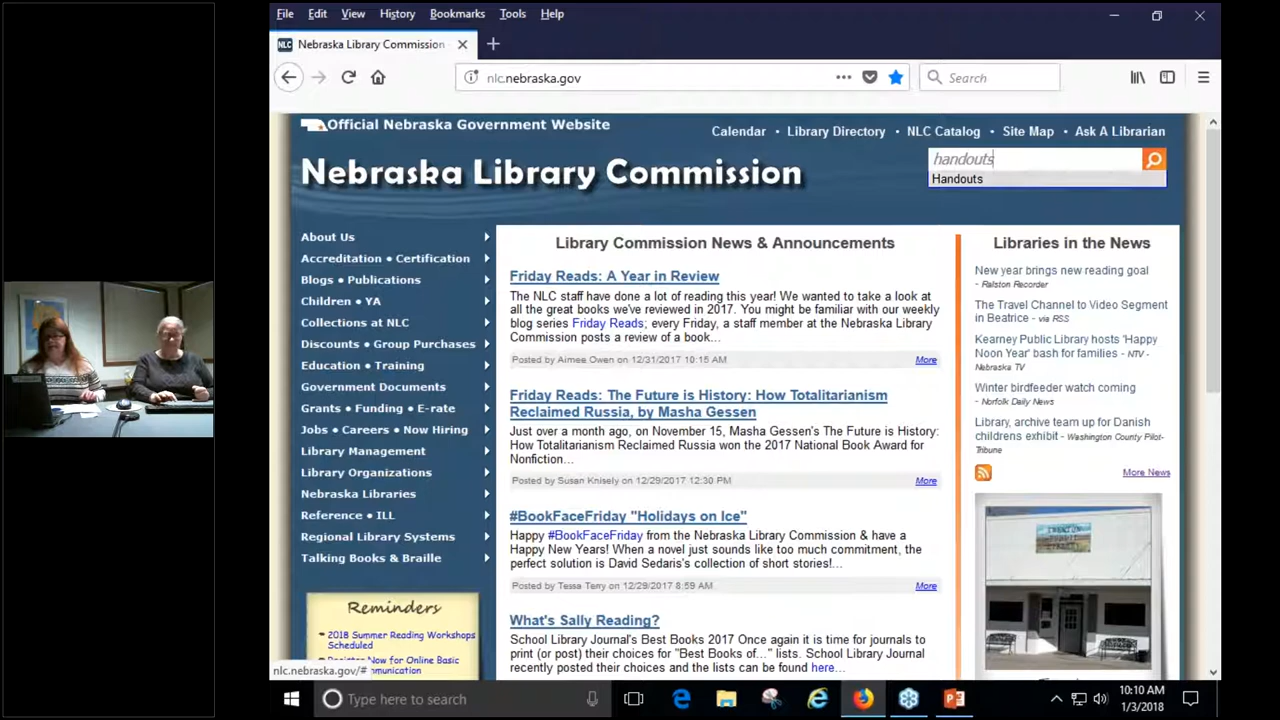 File Edit View History Bookmarks Tools Help
NLC Nebraska Library Commission
nlc.nebraska.gov
Search
Official Nebraska Government Website
Calendar • Library Directory • NLC Catalog • Site Map • Ask A Librarian
Nebraska Library Commission
handouts
Handouts
About Us
Accreditation • Certification
Blogs • Publications
Children • YA
Collections at NLC
Discounts • Group Purchases
Education • Training
Government Documents
Grants • Funding • E-rate
Jobs • Careers • Now Hiring
Library Management
Library Organizations
Nebraska Libraries
Reference • ILL
Regional Library Systems
Talking Books & Braille
Reminders
2018 Summer Reading Workshops
Scheduled
Library Commission News & Announcements
Friday Reads: A Year in Review
The NLC staff have done a lot of reading this year! We wanted to take a look at
all the great books we've reviewed in 2017. You might be familiar with our weekly
blog series Friday Reads; every Friday, a staff member at the Nebraska Library
Commission posts a review of a book...
Posted by Aimee Owen on 12/31/2017 10:15 AM More
Friday Reads: The Future is History: How Totalitarianism
Reclaimed Russia, by Masha Gessen
Just over a month ago, on November 15, Masha Gessen's The Future is History:
How Totalitarianism Reclaimed Russia won the 2017 National Book Award for
Nonfiction...
Posted by Susan Knisely on 12/29/2017 12:30 PM More
#BookFaceFriday "Holidays on Ice"
Happy #BookFaceFriday from the Nebraska Library Commission & have a
Happy New Years! When a novel just sounds like too much commitment, the
perfect solution is David Sedaris's collection of short stories!...
Posted by Tessa Terry on 12/29/2017 8:59 AM More
What's Sally Reading?
School Library Journal's Best Books 2017 Once again it is time for journals to
print (or post) their choices for "Best Books of..." lists. School Library Journal
recently posted their choices and the lists can be found here...
Libraries in the News
New year brings new reading goal
- Ralston Recorder
The Travel Channel to Video Segment
in Beatrice - via RSS
Kearney Public Library hosts 'Happy
Noon Year' bash for families - NTV -
Nebraska TV
Winter birdfeeder watch coming
- Norfolk Daily News
Library, archive team up for Danish
childrens exhibit - Washington County Pilot-
Tribune
More News
nlc.nebraska.gov/#
Type here to search
10:10 AM
1/3/2018